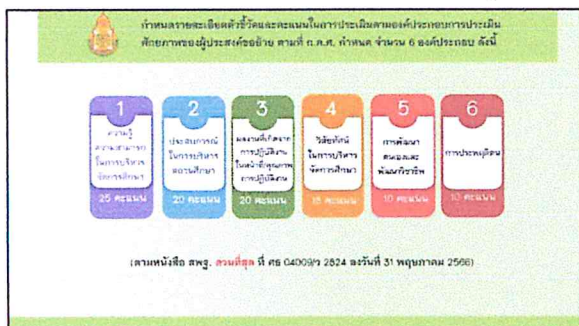 กำหนดรายละเอียดตัวชี้วัดและคะแนนในการประเมินตามองค์ประกอบการประเมิน
ศักยภาพของผู้ประสงค์ขอย้าย ตามที่ ก.ค.ศ. กำหนด จำนวน 6 องค์ประกอบ ดังนี้
1
ความรู้
ความสามารถ
ในการบริหาร
จัดการศึกษา
25 คะแนน
2
ประสบการณ์
ในการบริหาร
สถานศึกษา
20 คะแนน
3
ผลงานที่เกิดจาก
การปฏิบัติงาน
ในหน้าที่/คุณภาพ
การปฏิบัติงาน
20 คะแนน
4
วิสัยทัศน์
ในการบริหาร
จัดการศึกษา
15 คะแนน
5
การพัฒนา
ตนเองและ
พัฒนาวิชาชีพ
10 คะแนน
6
การประพฤติตน
10 คะแนน
(ตามหนังสือ สพฐ. ด่วนที่สุด ที่ ศธ 04009/ว 2824 ลงวันที่ 31 พฤษภาคม 2566)